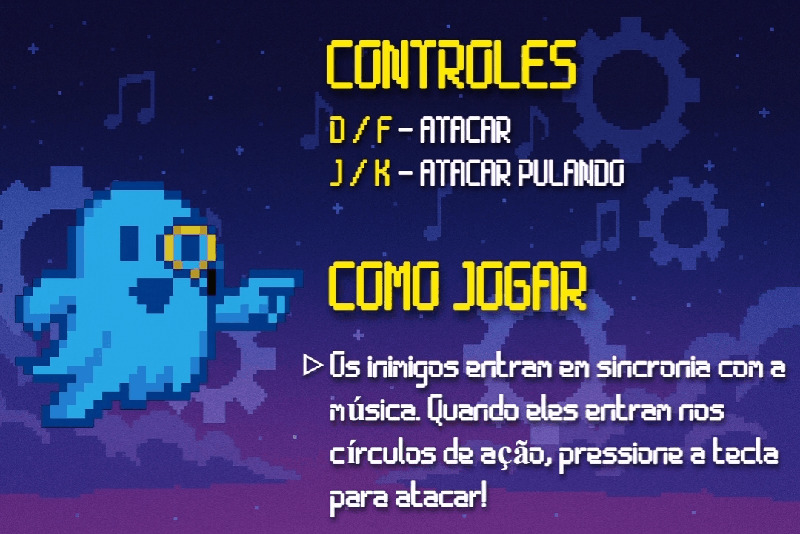 CONTROLES
D / F - ATACAR
J / K - ATACAR PULANDO
COMO JOGAR
Os inimigos entram em sincronia com a
música. Quando eles entram nos
círculos de ação, pressione a tecla
para atacar!